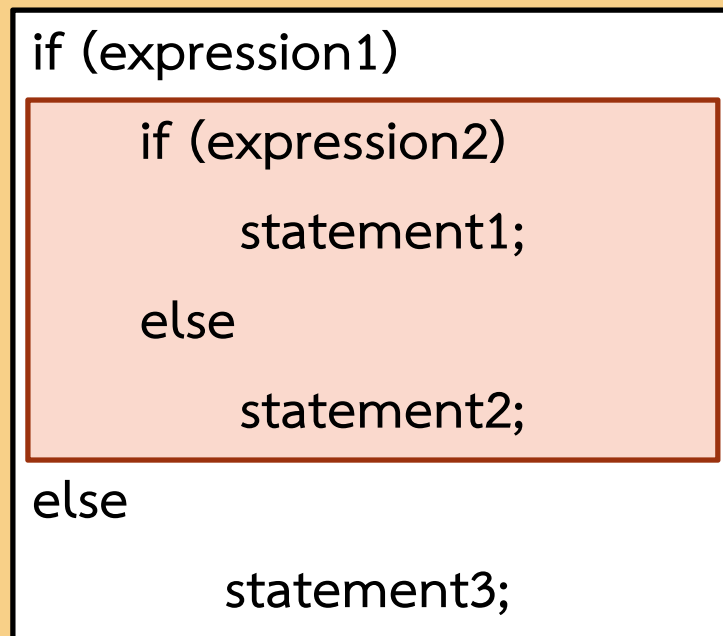 if (expression1)
if (expression2)
statement1;
else
statement2;
else
statement3;